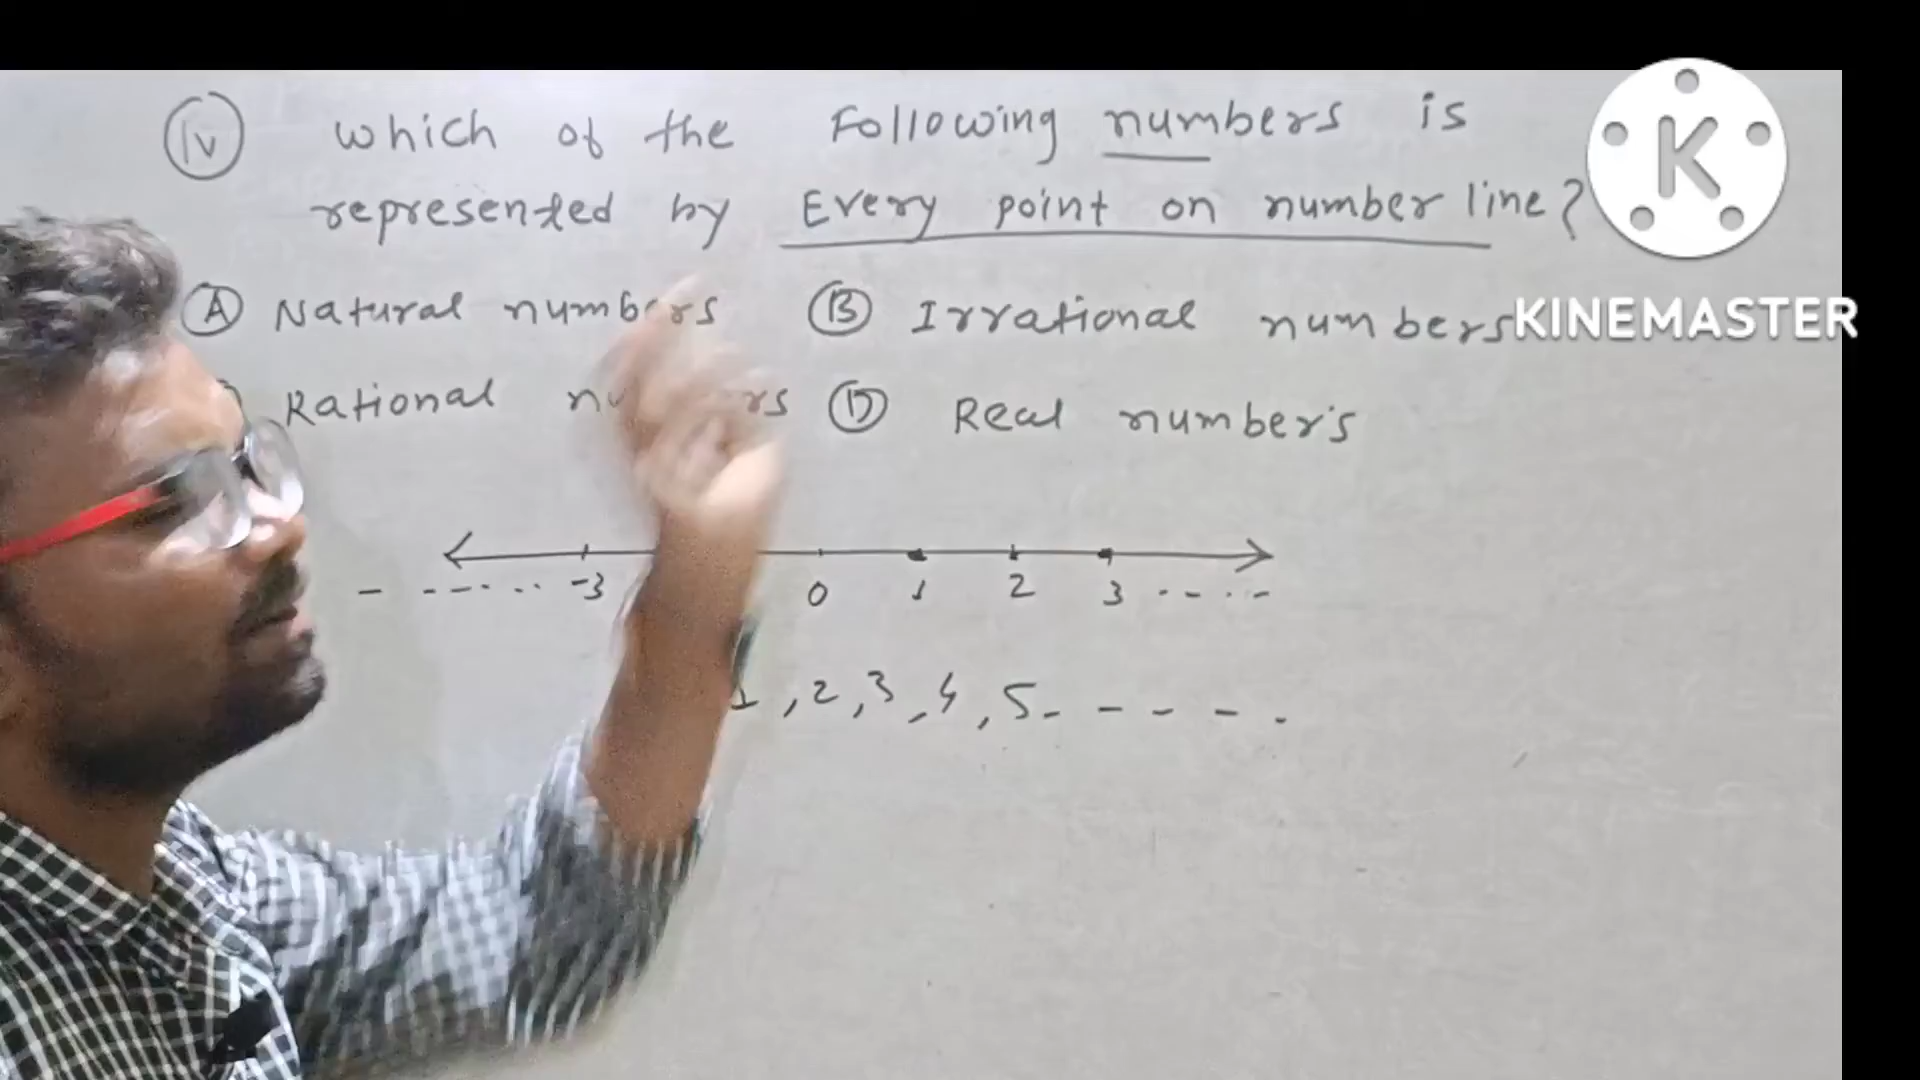 (iv) which of the Following numbers is
represented by Every point on number line?
(A) Natural numbers (B) Irrational numbers
Rational (D) Real numbers
KINEMASTER
-3 0 1 2 3
1, 2, 3, 4, 5